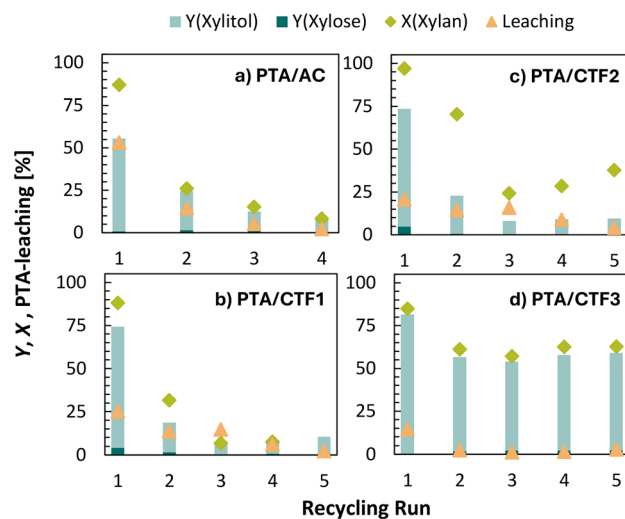 Y(Xylitol) Y(Xylose) X(Xylan) Leaching
Y, X , PTA-leaching [%]
100
75
50
25
0
a) PTA/AC
1 2 3 4
100
75
50
25
0
c) PTA/CTF2
1 2 3 4 5
100
75
50
25
0
b) PTA/CTF1
1 2 3 4 5
100
75
50
25
0
d) PTA/CTF3
1 2 3 4 5
Recycling Run